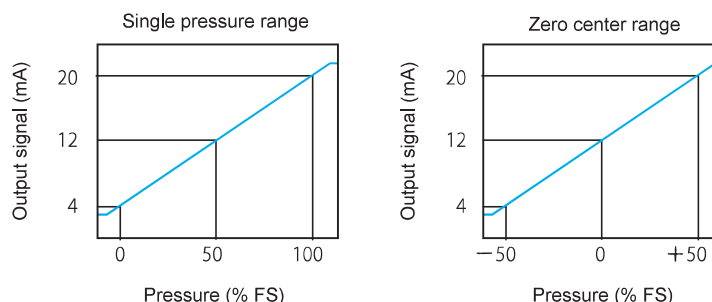 Single pressure range
Output signal (mA)
20
12
4
0 50 100
Pressure (% FS)
Zero center range
Output signal (mA)
20
12
4
−50 0 +50
Pressure (% FS)